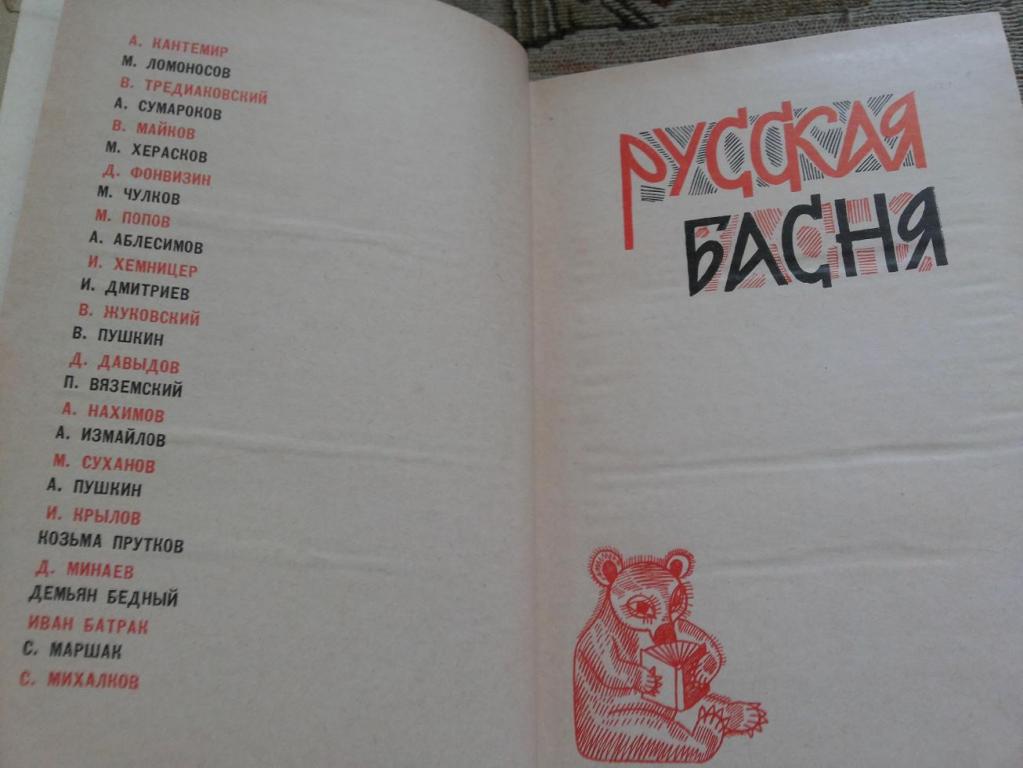 А. КАНТЕМИР
М. ЛОМОНОСОВ
В. ТРЕДИАКОВСКИЙ
А. СУМАРОКОВ
В. МАЙКОВ
М. ХЕРАСКОВ
Д. ФОНВИЗИН
М. ЧУЛКОВ
М. ПОПОВ
А. АБЛЕСИМОВ
И. ХЕМНИЦЕР
И. ДМИТРИЕВ
В. ЖУКОВСКИЙ
В. ПУШКИН
Д. ДАВЫДОВ
П. ВЯЗЕМСКИЙ
А. НАХИМОВ
А. ИЗМАЙЛОВ
М. СУХАНОВ
А. ПУШКИН
И. КРЫЛОВ
КОЗЬМА ПРУТКОВ
Д. МИНАЕВ
ДЕМЬЯН БЕДНЫЙ
ИВАН БАТРАК
С. МАРШАК
С. МИХАЛКОВ
РУССКАЯ
БАСНЯ